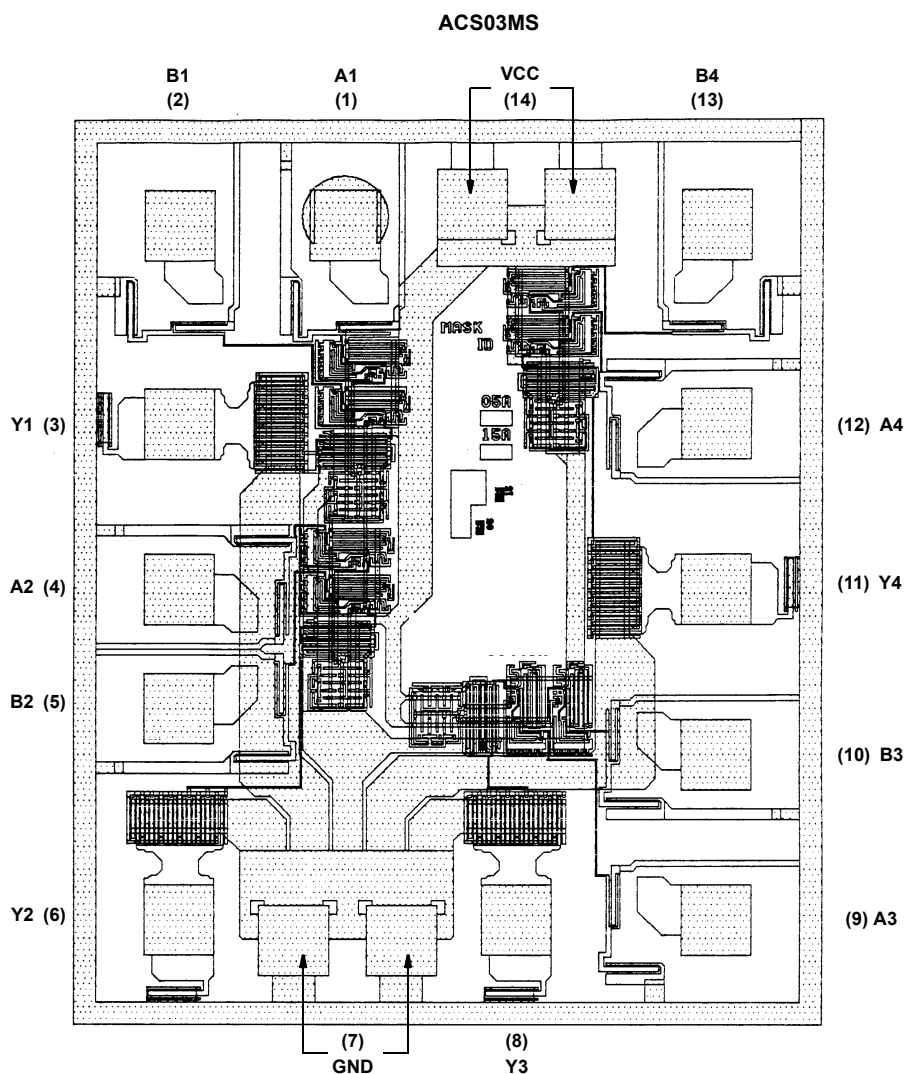 ACS03MS
B1 A1 VCC B4
(2) (1) (14) (13)
MASK
ID
05A
15A
Y1 (3)
(12) A4
A2 (4)
(11) Y4
B2 (5)
(10) B3
Y2 (6)
(9) A3
(7) (8)
GND Y3